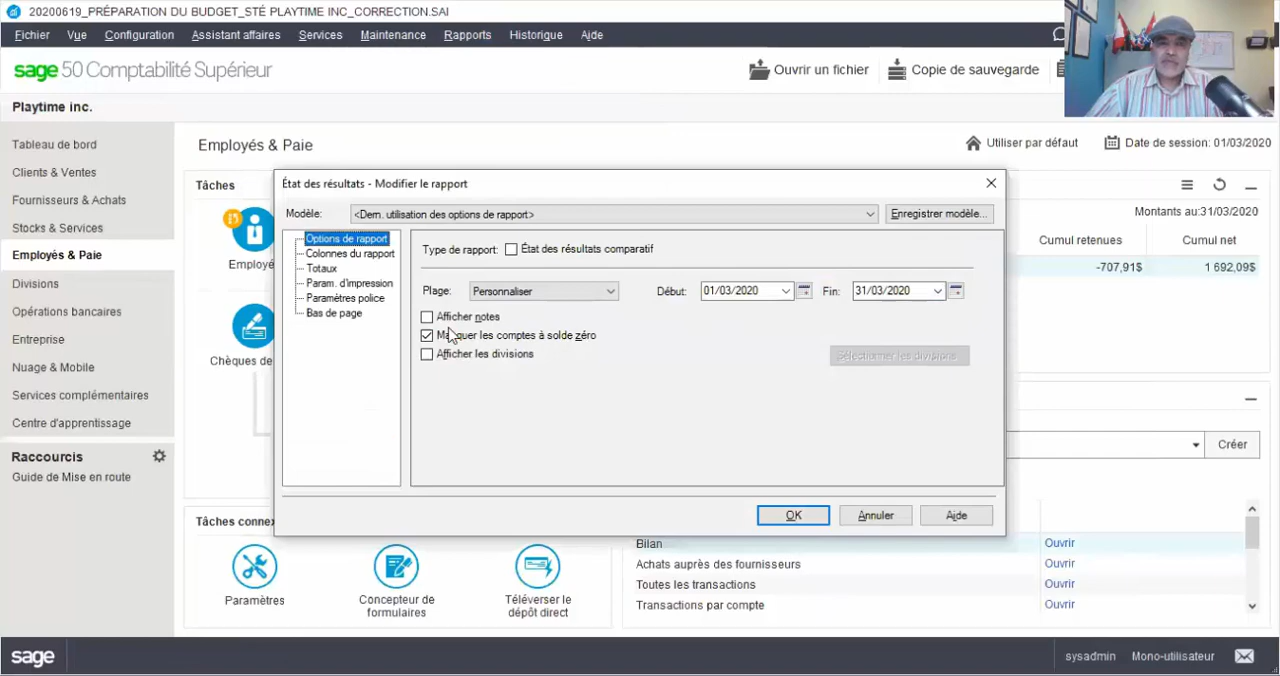 20200619_PRÉPARATION DU BUDGET_STÉ PLAYTIME INC_CORRECTION.SAI
Fichier Vue Configuration Assistant affaires Services Maintenance Rapports Historique Aide
sage 50 Comptabilité Supérieur
Ouvrir un fichier Copie de sauvegarde
Playtime inc.
Tableau de bord
Clients & Ventes
Fournisseurs & Achats
Stocks & Services
Employés & Paie
Divisions
Opérations bancaires
Entreprise
Nuage & Mobile
Services complémentaires
Centre d'apprentissage
Raccourcis
Guide de Mise en route
Employés & Paie
Utiliser par défaut Date de session: 01/03/2020
Tâches
15
Employé
Chèques de
Montants au:31/03/2020
Cumul retenues Cumul net
-707,91$ 1 692,09$
État des résultats - Modifier le rapport
Modèle: <Dern. utilisation des options de rapport> Enregistrer modèle...
Options de rapport
Colonnes du rapport
Totaux
Param. d'impression
Paramètres police
Bas de page
Type de rapport: État des résultats comparatif
Plage: Personnaliser Début: 01/03/2020 Fin: 31/03/2020
Afficher notes
les comptes à solde zéro
Afficher les divisions
Sélectionner les divisions
OK Annuler Aide
Créer
Tâches connex
Paramètres
Concepteur de formulaires
Téléverser le dépôt direct
Bilan Ouvrir
Achats auprès des fournisseurs Ouvrir
Toutes les transactions Ouvrir
Transactions par compte Ouvrir
sage
sysadmin Mono-utilisateur